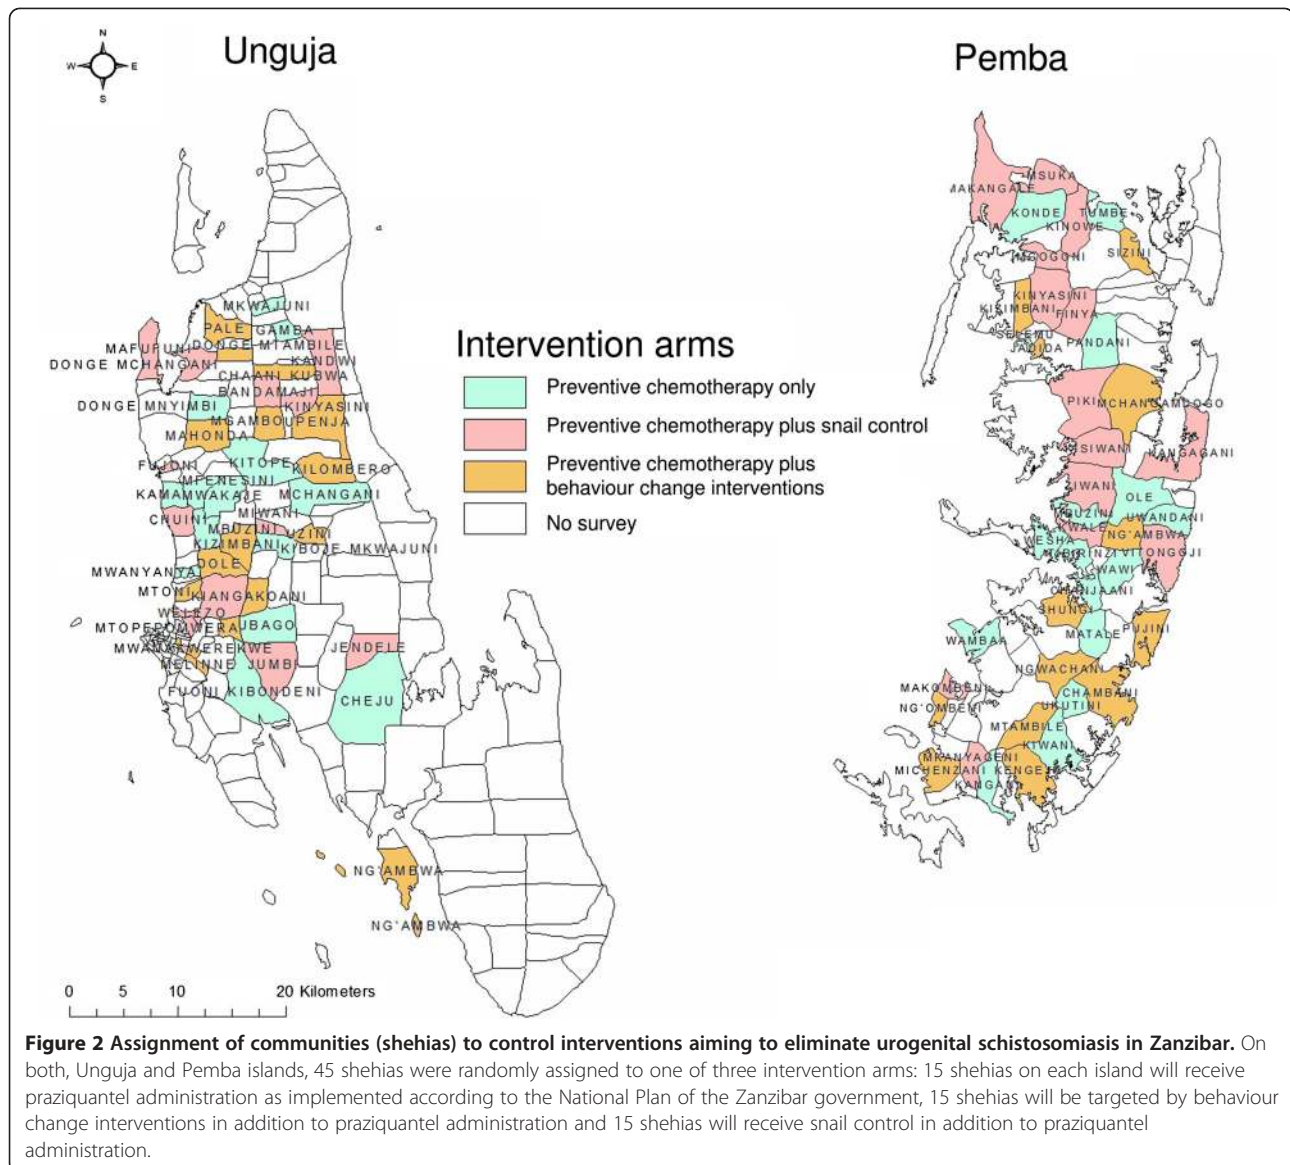 N
W E
S
Unguja
Pemba
MKWAJUNI
PALE GAMBA
MAFUFUNI DONGE MTAMBILE
DONGE MCHANGANI KANDWI
CHAANI KUBWA
BANDAMAJI
DONGE MNYIMBI KINYASINI
MGAMBO UPENJA
MAHONDA
FUJONI KITOPE KILOMBERO
MFENESINI
KAMA MWAKAJE MCHANGANI
CHUINI MIWANI
MBUZINI UZINI
KIZIMBANI KIBOJE MKWAJUNI
DOLE
MWANYANYA
MTONI KIANGA KOANI
WELEZO
MTOPEPO MWERA UBAGO
MWANAKWEREKWE JENDELE
MELINNE JUMBI
FUONI KIBONDENI CHEJU
NG'AMBWA
NG'AMBWA
0 5 10 20 Kilometers
Intervention arms
Preventive chemotherapy only
Preventive chemotherapy plus snail control
Preventive chemotherapy plus
behaviour change interventions
No survey
MSUKA
MAKANGALE
KONDE TUMBE
KINOWE
SIZINI
MGOGONI
KINYASINI
KIZIMBANI FINYA
SELEMU
JADIDA PANDANI
PIKI MCHANGAMDOGO
KANGAGANI
OLE
UWANDANI
KWALE
NG'AMBWA
WESHA
WAWI
SHUNGI
MATALE PUJINI
WAMBAA
NGWACHANI
MAKOMBENI CHAMBANI
NG'OMBENI UKUTINI
MTAMBILE
KIWANI
MKANYAGENI
MICHENZANI KENGEJA
KANGANI
Figure 2 Assignment of communities (shehias) to control interventions aiming to eliminate urogenital schistosomiasis in Zanzibar. On
both, Unguja and Pemba islands, 45 shehias were randomly assigned to one of three intervention arms: 15 shehias on each island will receive
praziquantel administration as implemented according to the National Plan of the Zanzibar government, 15 shehias will be targeted by behaviour
change interventions in addition to praziquantel administration and 15 shehias will receive snail control in addition to praziquantel
administration.